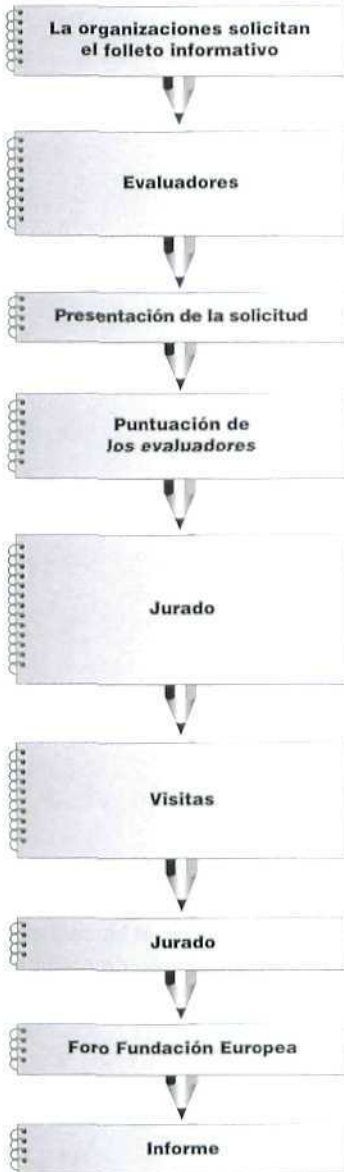 La organizaciones solicitan
el folleto informativo
Evaluadores
Presentación de la solicitud
Puntuación de
los evaluadores
Jurado
Visitas
Jurado
Foro Fundación Europea
Informe